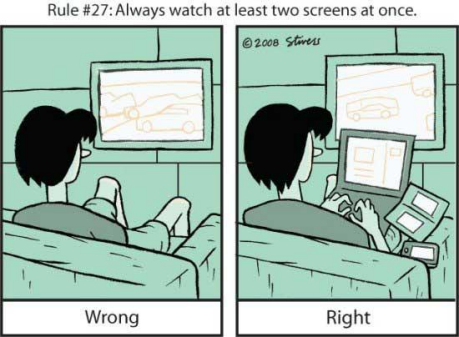 Rule #27: Always watch at least two screens at once.
© 2008 Stivers
Wrong
Right